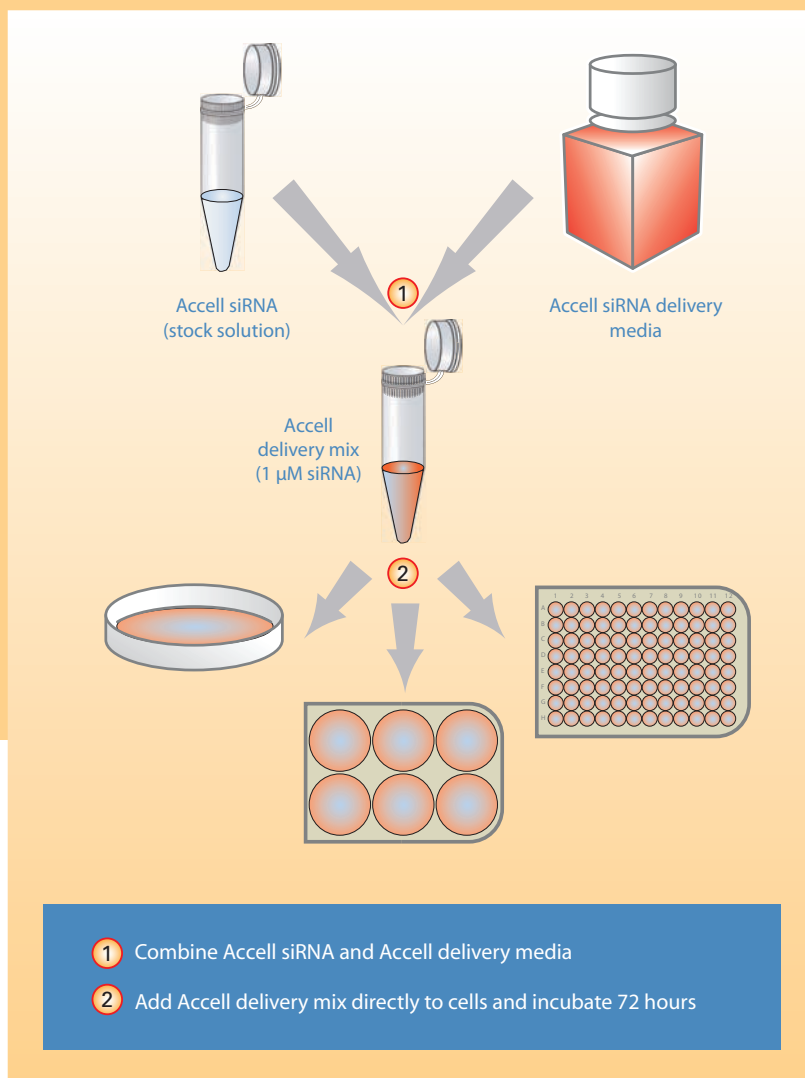 Accell siRNA
(stock solution)
1
Accell siRNA delivery
media
Accell
delivery mix
(1 µM siRNA)
2
1 2 3 4 5 6 7 8 9 10 11 12
A
B
C
D
E
F
G
H
1 Combine Accell siRNA and Accell delivery media
2 Add Accell delivery mix directly to cells and incubate 72 hours